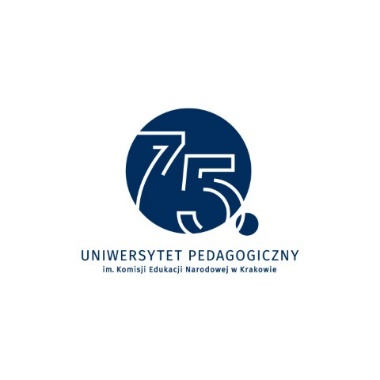 75.
UNIWERSYTET PEDAGOGICZNY
im. Komisji Edukacji Narodowej w Krakowie